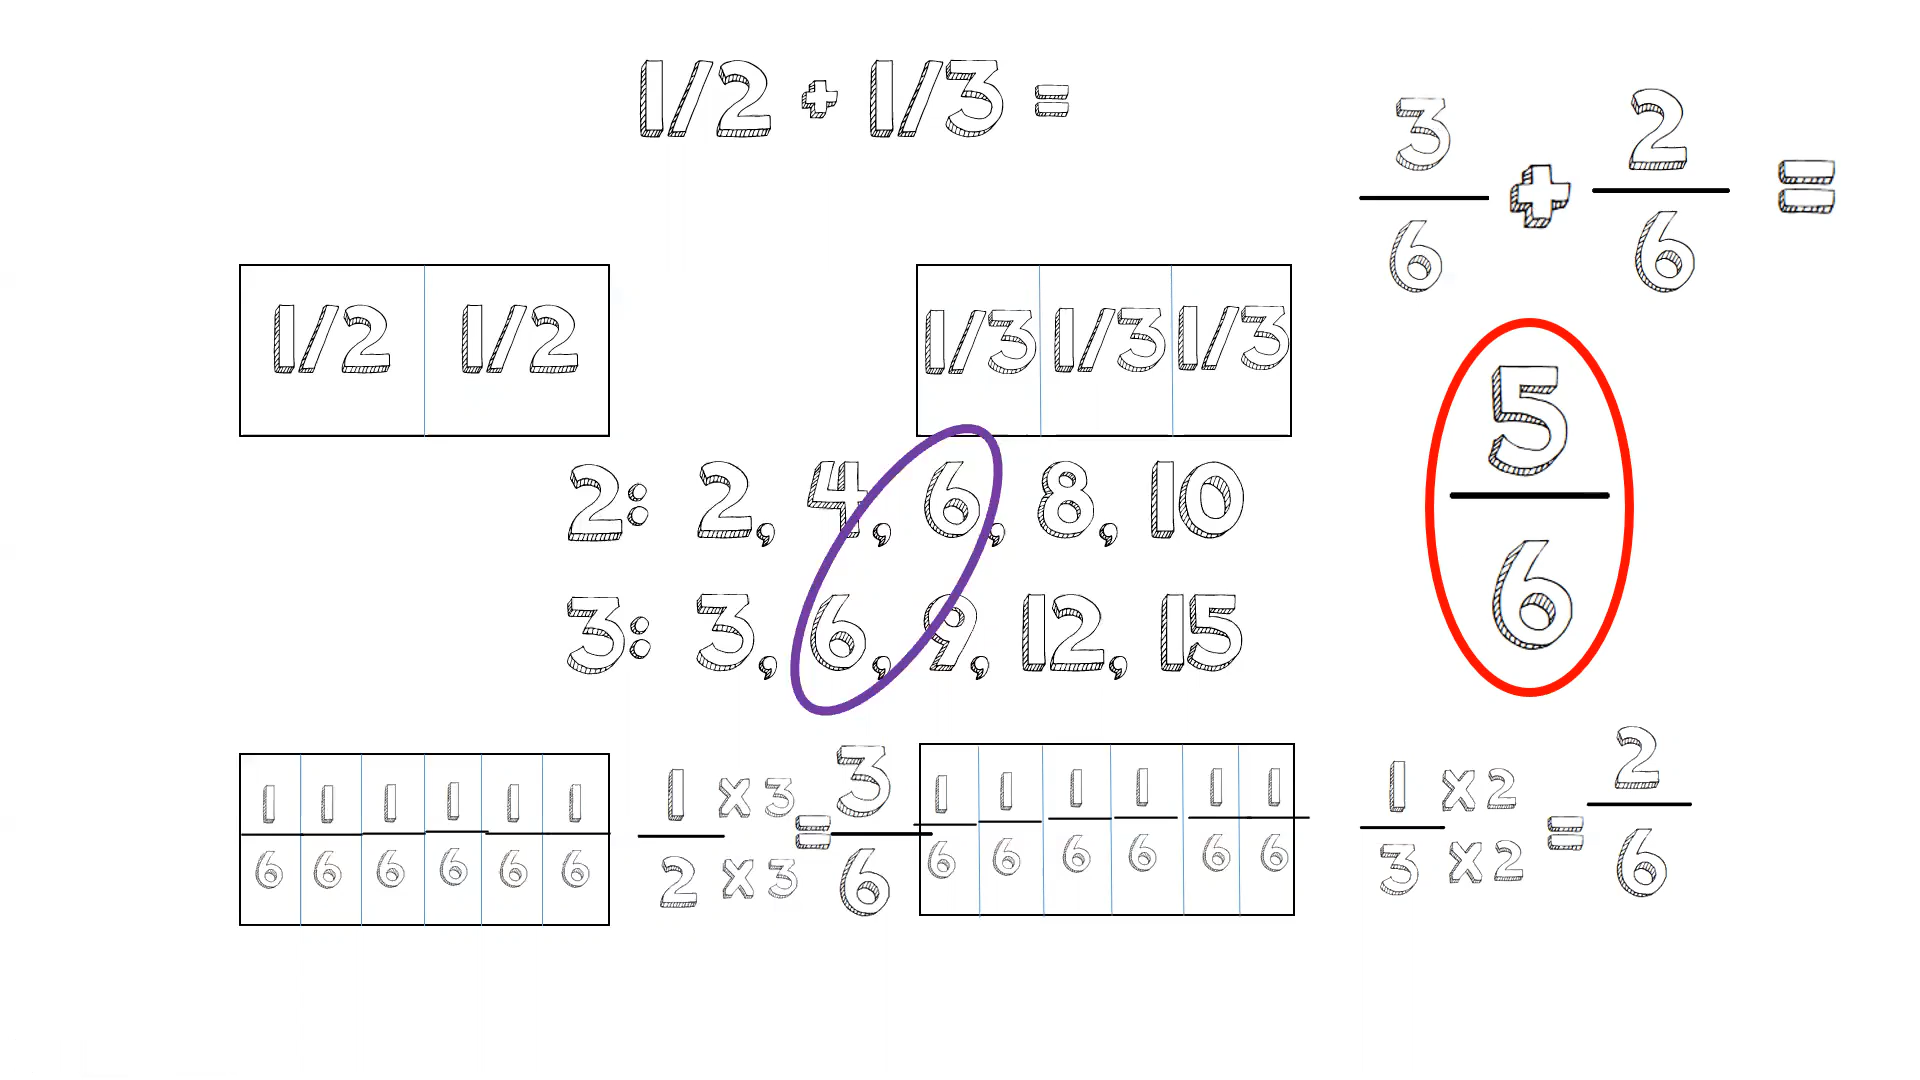 1/2 + 1/3 =
3/6 + 2/6 =
1/2 1/2
1/3 1/3 1/3
5/6
2: 2, 4, 6, 8, 10
3: 3, 6, 9, 12, 15
1/6 1/6 1/6 1/6 1/6 1/6
1 x 3 / 2 x 3 = 3/6
1/6 1/6 1/6 1/6 1/6 1/6
1 x 2 / 3 x 2 = 2/6